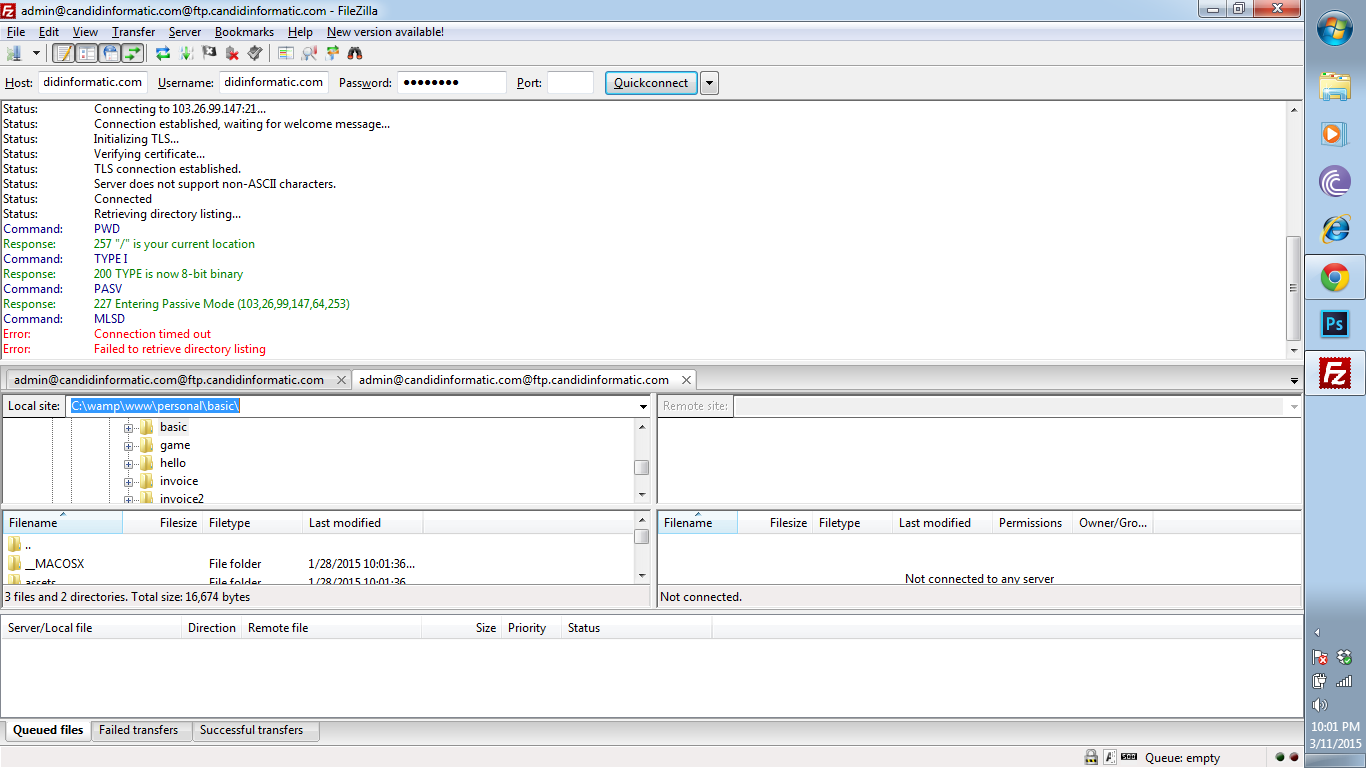 admin@candidinformatic.com@ftp.candidinformatic.com - FileZilla
File Edit View Transfer Server Bookmarks Help New version available!
Host: didinformatic.com Username: didinformatic.com Password: ●●●●●●●● Port: Quickconnect
Status: Connecting to 103.26.99.147:21...
Status: Connection established, waiting for welcome message...
Status: Initializing TLS...
Status: Verifying certificate...
Status: TLS connection established.
Status: Server does not support non-ASCII characters.
Status: Connected
Status: Retrieving directory listing...
Command: PWD
Response: 257 "/" is your current location
Command: TYPE I
Response: 200 TYPE is now 8-bit binary
Command: PASV
Response: 227 Entering Passive Mode (103,26,99,147,64,253)
Command: MLSD
Error: Connection timed out
Error: Failed to retrieve directory listing
admin@candidinformatic.com@ftp.candidinformatic.com admin@candidinformatic.com@ftp.candidinformatic.com
Local site: C:\wamp\www\personal\basic\
Remote site:
basic
game
hello
invoice
invoice2
Filename Filesize Filetype Last modified
..
__MACOSX File folder 1/28/2015 10:01:36...
assets File folder 1/28/2015 10:01:36
3 files and 2 directories. Total size: 16,674 bytes
Filename Filesize Filetype Last modified Permissions Owner/Gro...
Not connected to any server
Not connected.
Server/Local file Direction Remote file Size Priority Status
Queued files Failed transfers Successful transfers
Queue: empty
Ps
Fz
10:01 PM
3/11/2015